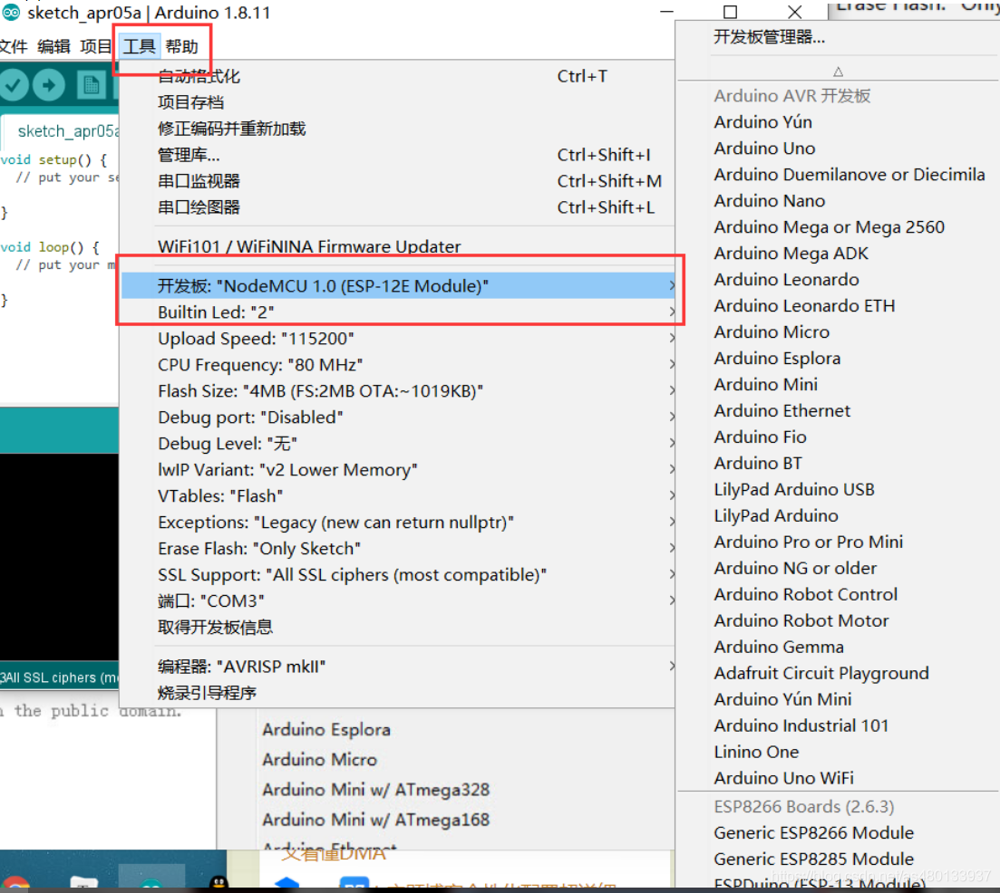 sketch_apr05a | Arduino 1.8.11
文件 编辑 项目 工具 帮助
sketch_apr05a
void setup() {
// put your se
}
void loop() {
// put your m
}
自动格式化 Ctrl+T
项目存档
修正编码并重新加载
管理库... Ctrl+Shift+I
串口监视器 Ctrl+Shift+M
串口绘图器 Ctrl+Shift+L
WiFi101 / WiFiNINA Firmware Updater
开发板: "NodeMCU 1.0 (ESP-12E Module)"
Builtin Led: "2"
Upload Speed: "115200"
CPU Frequency: "80 MHz"
Flash Size: "4MB (FS:2MB OTA:~1019KB)"
Debug port: "Disabled"
Debug Level: "无"
lwIP Variant: "v2 Lower Memory"
VTables: "Flash"
Exceptions: "Legacy (new can return nullptr)"
Erase Flash: "Only Sketch"
SSL Support: "All SSL ciphers (most compatible)"
端口: "COM3"
取得开发板信息
编程器: "AVRISP mkII"
烧录引导程序
Erase Flash: "Only
开发板管理器...
Arduino AVR 开发板
Arduino Yún
Arduino Uno
Arduino Duemilanove or Diecimila
Arduino Nano
Arduino Mega or Mega 2560
Arduino Mega ADK
Arduino Leonardo
Arduino Leonardo ETH
Arduino Micro
Arduino Esplora
Arduino Mini
Arduino Ethernet
Arduino Fio
Arduino BT
LilyPad Arduino USB
LilyPad Arduino
Arduino Pro or Pro Mini
Arduino NG or older
Arduino Robot Control
Arduino Robot Motor
Arduino Gemma
Adafruit Circuit Playground
Arduino Yún Mini
Arduino Industrial 101
Linino One
Arduino Uno WiFi
ESP8266 Boards (2.6.3)
Generic ESP8266 Module
Generic ESP8285 Module
ESPDuino (ESP-13 Module)
All SSL ciphers (mo
the public domain.
Arduino Esplora
Arduino Micro
Arduino Mini w/ ATmega328
Arduino Mini w/ ATmega168
Arduino Ethernet
文看懂DMA